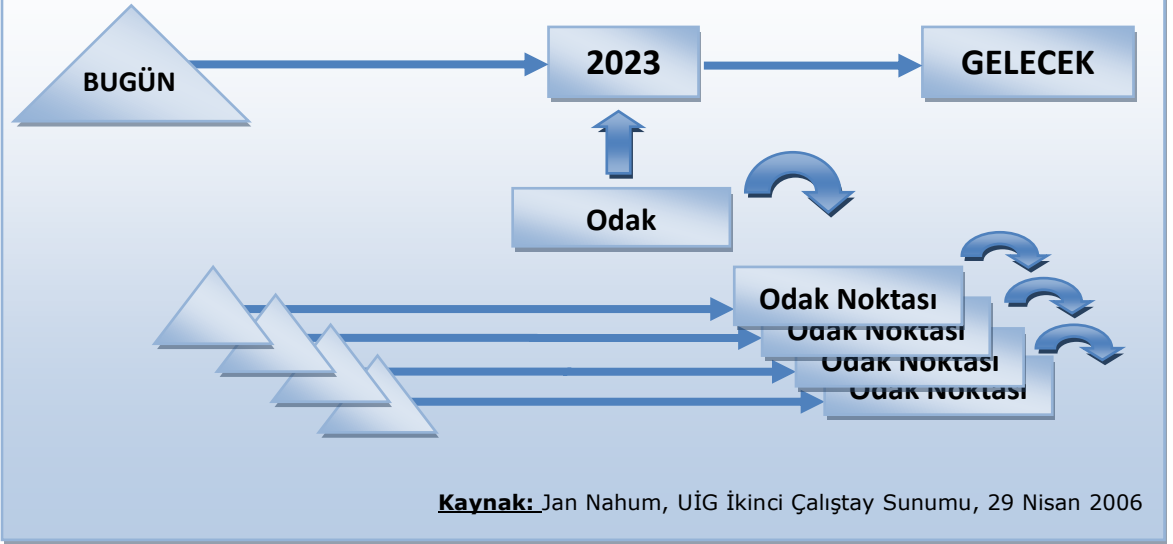 BUGÜN
2023
GELECEK
Odak
Odak Noktası
Odak Noktası
Odak Noktası
Odak Noktası
Kaynak: Jan Nahum, UİG İkinci Çalıştay Sunumu, 29 Nisan 2006